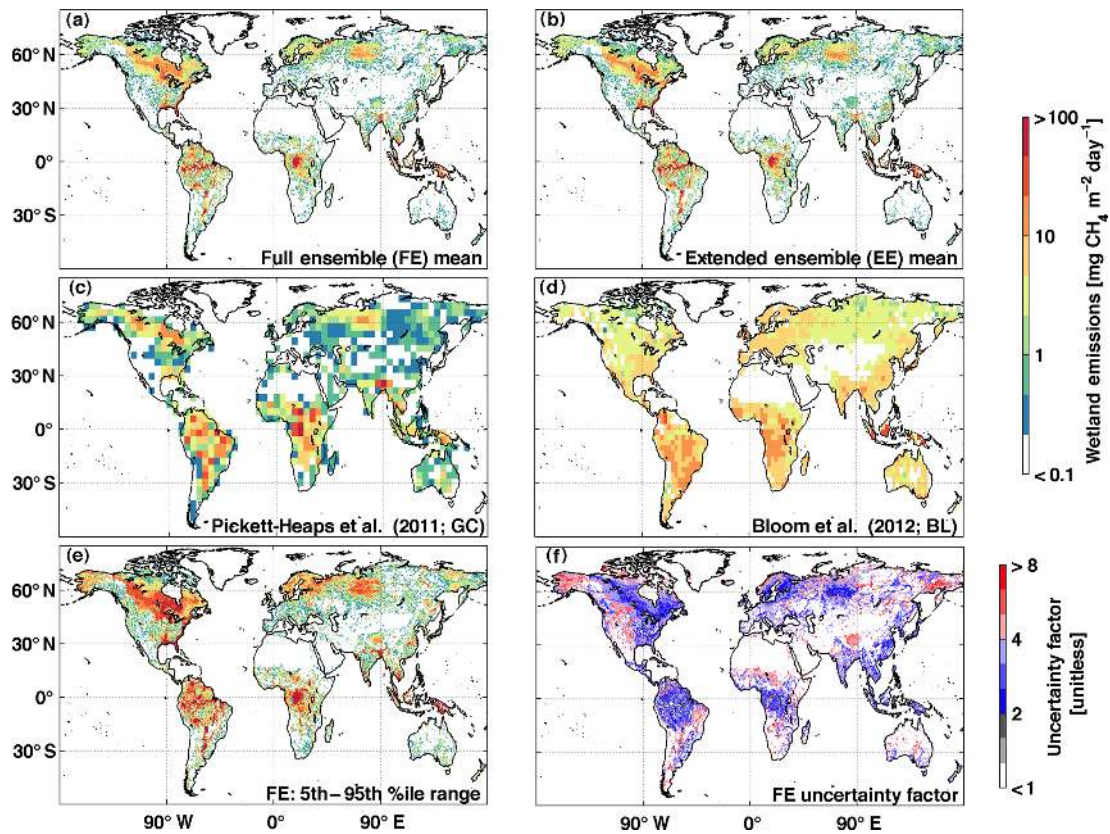 (a)
60° N
30° N
0°
30° S
Full ensemble (FE) mean
(b)
Extended ensemble (EE) mean
(c)
60° N
30° N
0°
30° S
Pickett-Heaps et al. (2011; GC)
(d)
Bloom et al. (2012; BL)
> 100
10
1
< 0.1
Wetland emissions [mg CH₄ m⁻² day⁻¹]
(e)
60° N
30° N
0°
30° S
FE: 5th–95th %ile range
90° W
0°
90° E
(f)
FE uncertainty factor
90° W
0°
90° E
> 8
4
2
< 1
Uncertainty factor
[unitless]